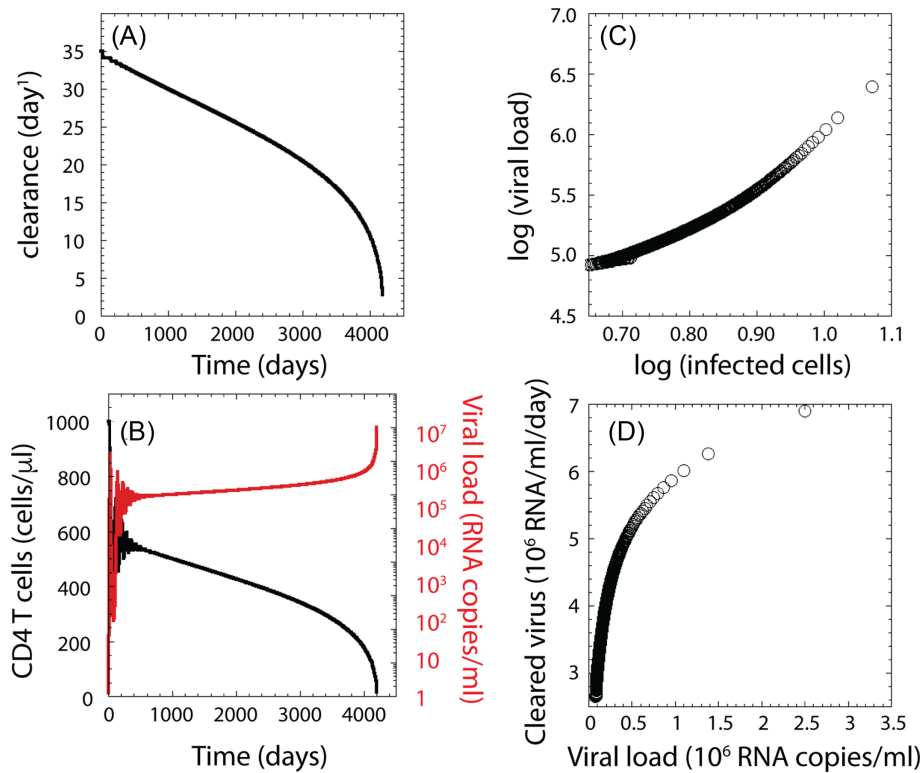 (A)
clearance (day¹)
35
30
25
20
15
10
5
0
0 1000 2000 3000 4000
Time (days)
(C)
log (viral load)
7.0
6.5
6.0
5.5
5.0
4.5
0.70 0.80 0.90 1.0 1.1
log (infected cells)
(B)
CD4 T cells (cells/μl)
1000
800
600
400
200
0
0 1000 2000 3000 4000
Time (days)
10⁷
10⁶
10⁵
10⁴
10³
10²
10
1
Viral load (RNA copies/ml)
(D)
Cleared virus (10⁶ RNA/ml/day)
7
6
5
4
3
0 0.5 1 1.5 2 2.5 3 3.5
Viral load (10⁶ RNA copies/ml)